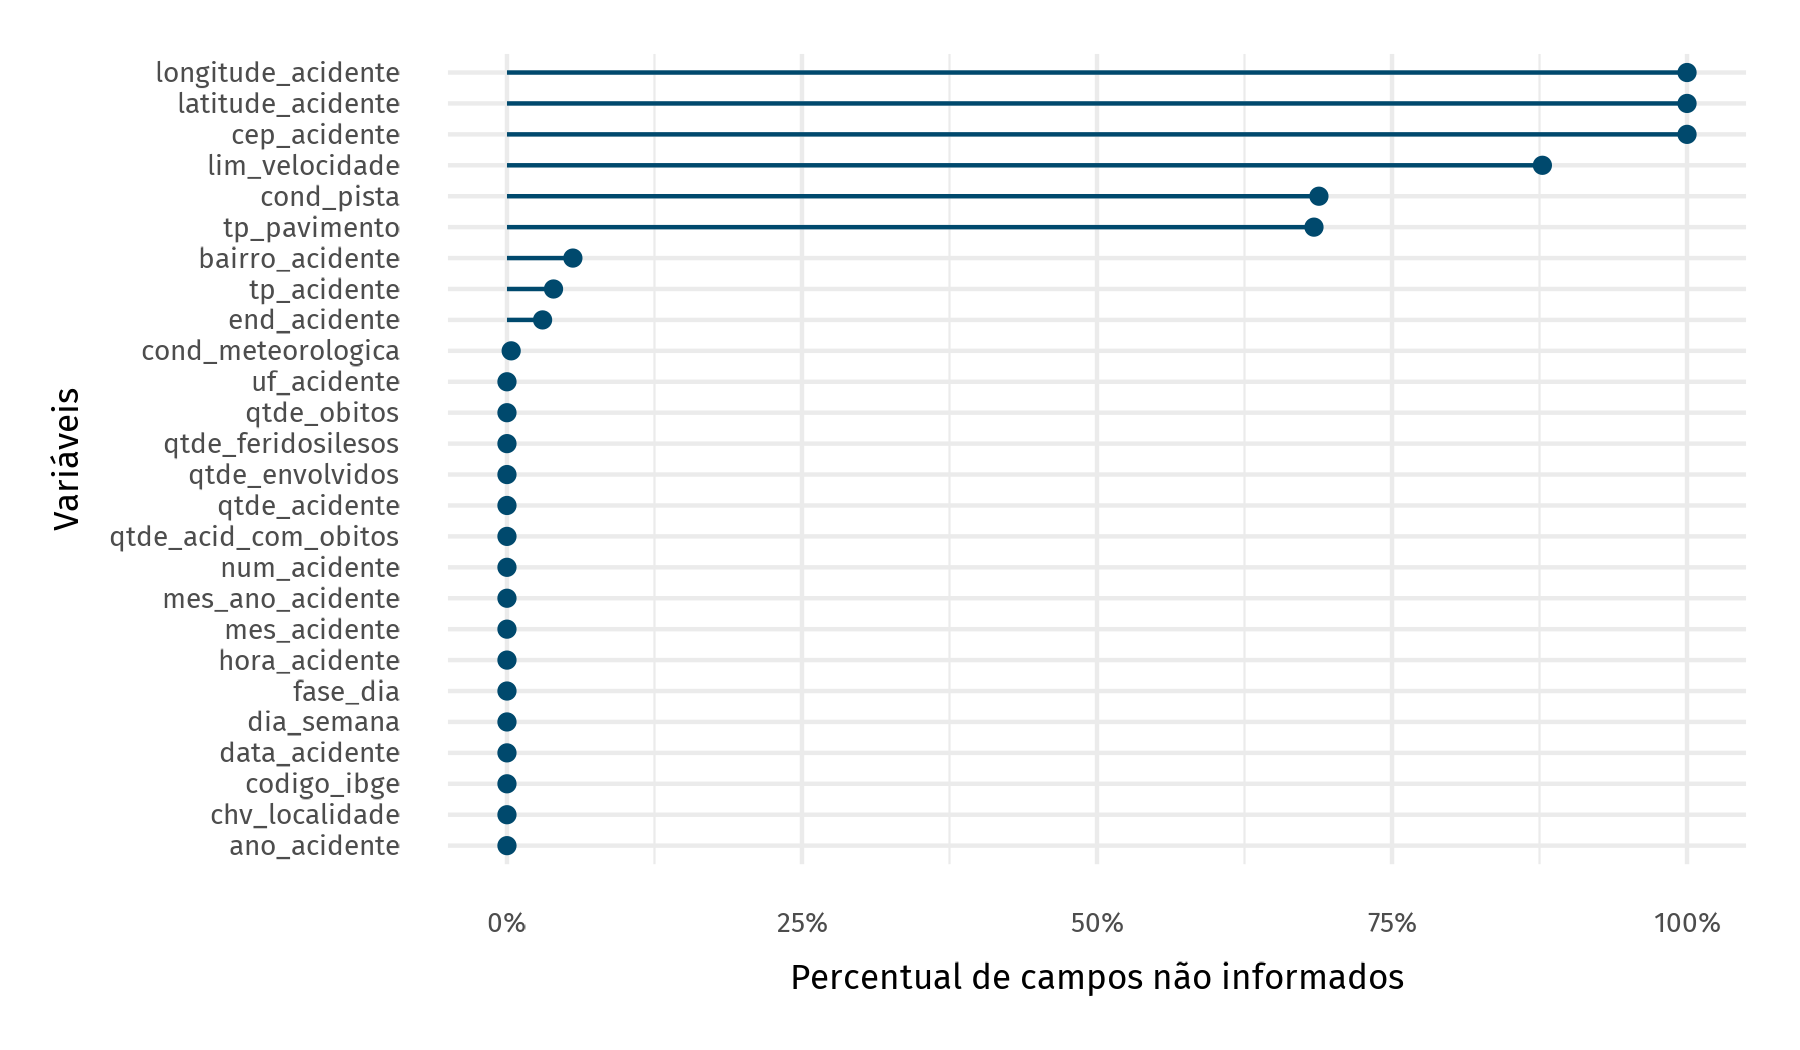 longitude_acidente
latitude_acidente
cep_acidente
lim_velocidade
cond_pista
tp_pavimento
bairro_acidente
tp_acidente
end_acidente
cond_meteorologica
uf_acidente
qtde_obitos
qtde_feridosilesos
qtde_envolvidos
qtde_acidente
qtde_acid_com_obitos
num_acidente
mes_ano_acidente
mes_acidente
hora_acidente
fase_dia
dia_semana
data_acidente
codigo_ibge
chv_localidade
ano_acidente
Variáveis
0% 25% 50% 75% 100%
Percentual de campos não informados